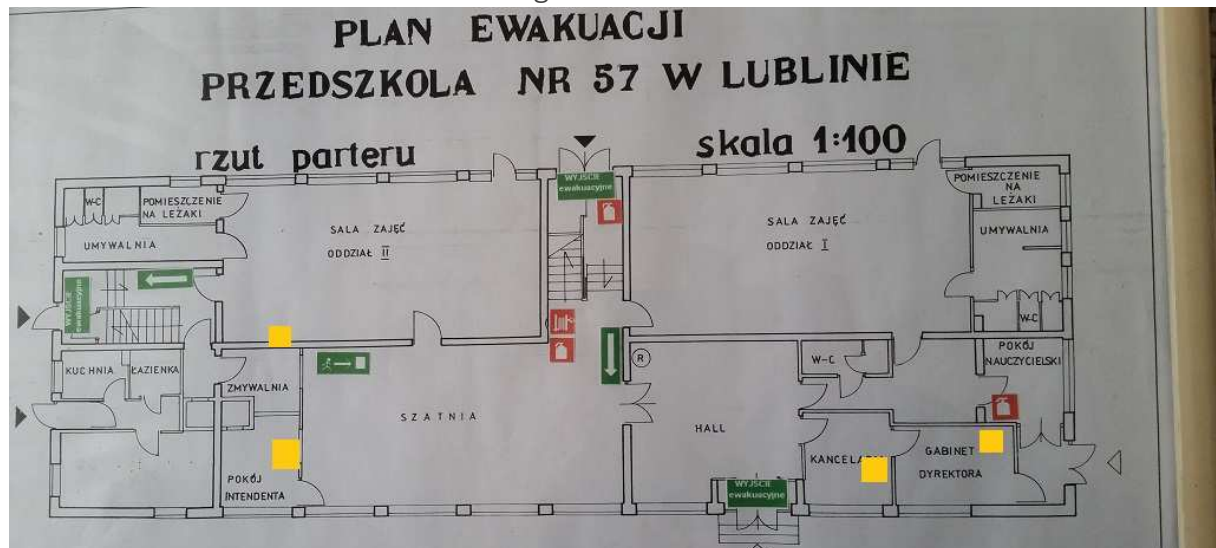 PLAN EWAKUACJI
PRZEDSZKOLA NR 57 W LUBLINIE
rzut parteru
skala 1:100
W-C
POMIESZCZENIE
NA LEŻAKI
UMYWALNIA
SALA ZAJĘĆ
ODDZIAŁ II
WYJŚCIE
ewakuacyjne
SALA ZAJĘĆ
ODDZIAŁ I
POMIESZCZENIE
NA
LEŻAKI
UMYWALNIA
W-C
WYJŚCIE
ewakuacyjne
KUCHNIA
ŁAZIENKA
ZMYWALNIA
SZATNIA
POKÓJ
INTENDENTA
R
HALL
W-C
POKÓJ
NAUCZYCIELSKI
GABINET
DYREKTORA
WYJŚCIE
ewakuacyjne